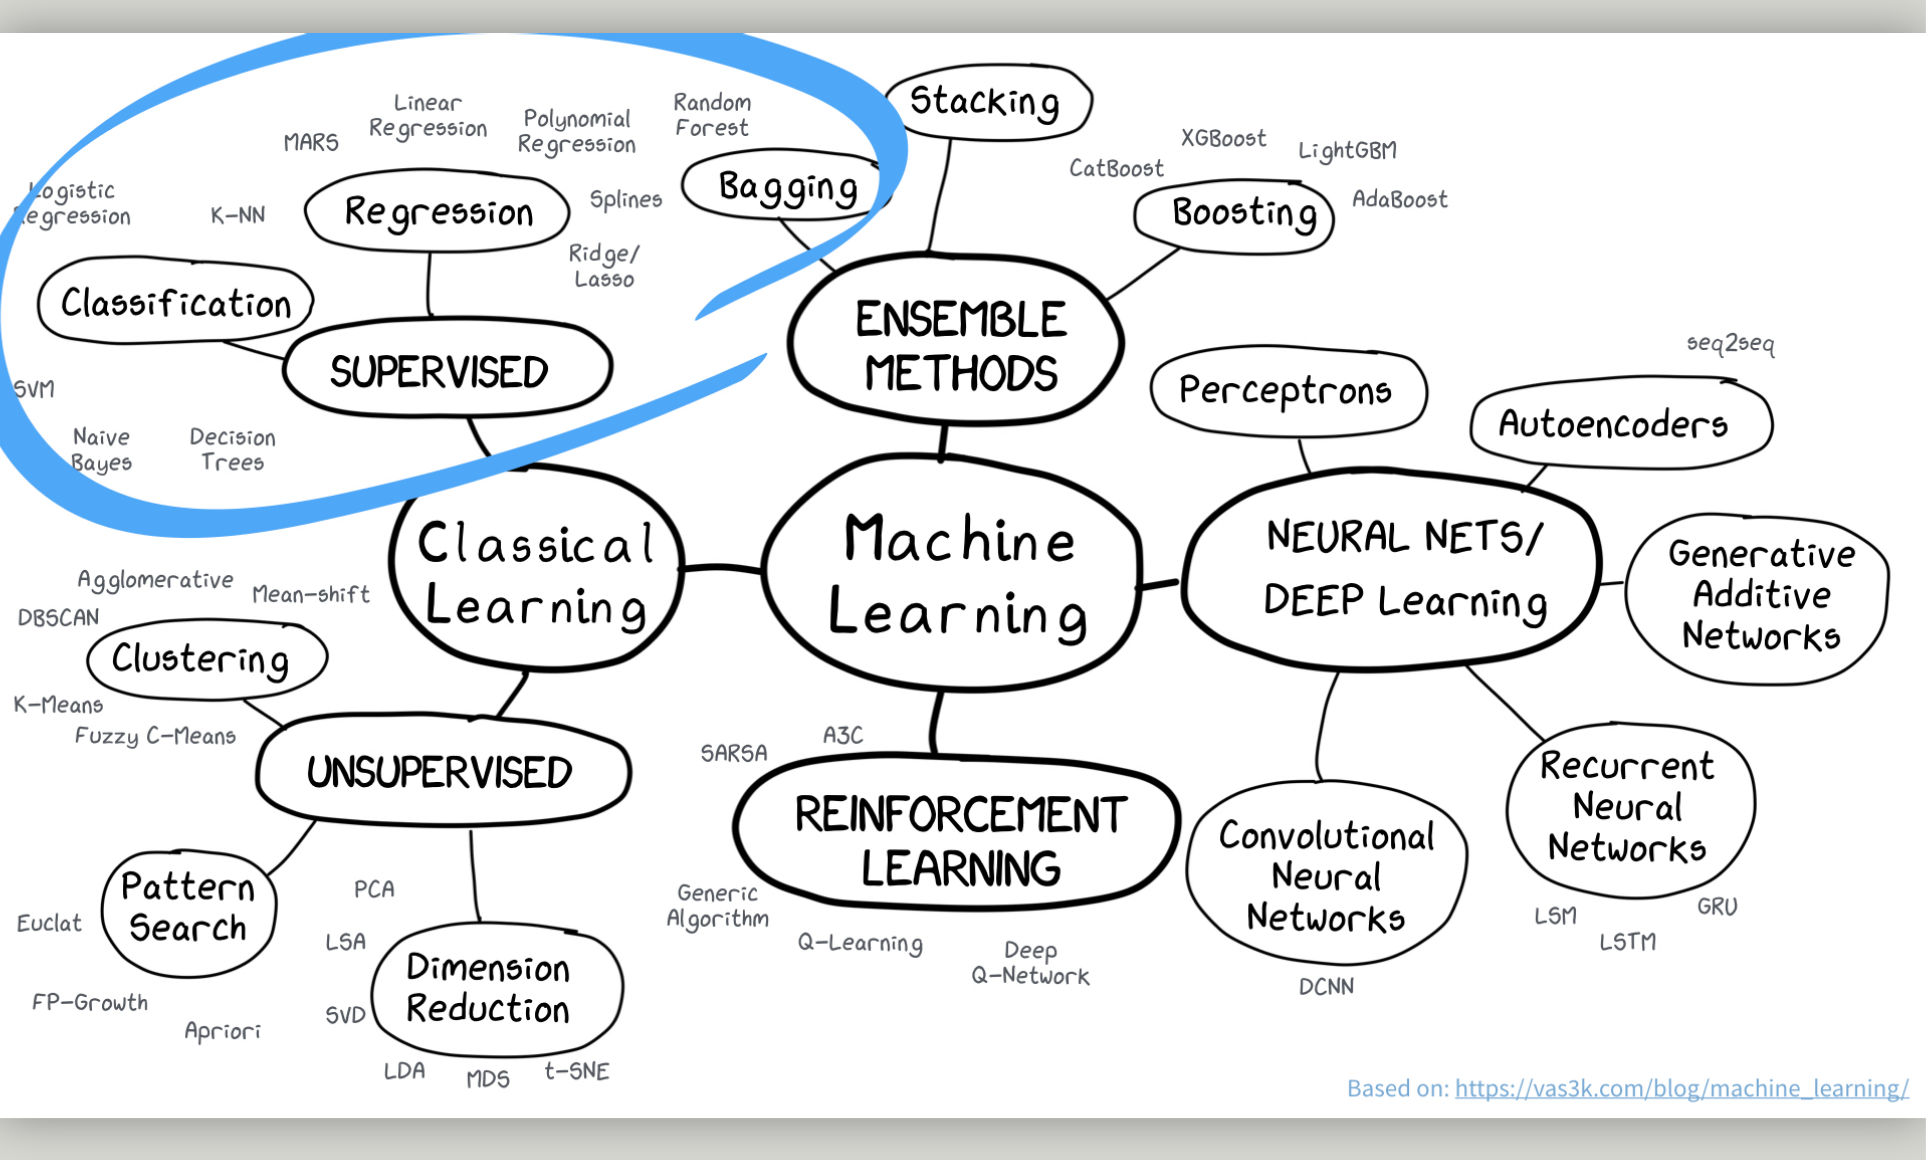 Stacking
Linear
Regression
Polynomial
Regression
Random
Forest
MARS
XGBoost
LightGBM
CatBoost
AdaBoost
Logistic
Regression
K-NN
Regression
Splines
Bagging
Boosting
Ridge/
Lasso
Classification
SUPERVISED
ENSEMBLE
METHODS
SVM
Naive
Bayes
Decision
Trees
Perceptrons
seq2seq
Autoencoders
Classical
Learning
Machine
Learning
NEURAL NETS/
DEEP Learning
Generative
Additive
Networks
Agglomerative
Mean-shift
DBSCAN
Clustering
K-Means
Fuzzy C-Means
UNSUPERVISED
SARSA
A3C
REINFORCEMENT
LEARNING
Generic
Algorithm
Q-Learning
Deep
Q-Network
Convolutional
Neural
Networks
DCNN
Recurrent
Neural
Networks
LSM
LSTM
GRU
Pattern
Search
Euclat
FP-Growth
Apriori
PCA
LSA
SVD
Dimension
Reduction
LDA
MDS
t-SNE
Based on: https://vas3k.com/blog/machine_learning/